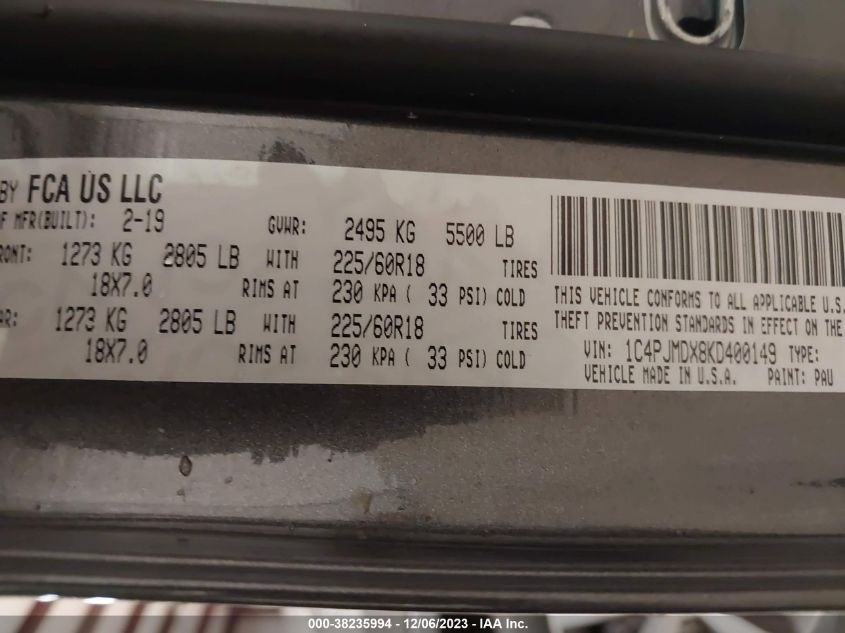 BY FCA US LLC
OF MFR(BUILT): 2-19 GVWR: 2495 KG 5500 LB
RONT: 1273 KG 2805 LB WITH 225/60R18 TIRES
18X7.0 RIMS AT 230 KPA ( 33 PSI) COLD
AR: 1273 KG 2805 LB WITH 225/60R18 TIRES
18X7.0 RIMS AT 230 KPA ( 33 PSI) COLD
THIS VEHICLE CONFORMS TO ALL APPLICABLE U.S.
THEFT PREVENTION STANDARDS IN EFFECT ON THE
VIN: 1C4PJMDX8KD400149 TYPE:
VEHICLE MADE IN U.S.A. PAINT: PAU
000-38235994 - 12/06/2023 - IAA Inc.